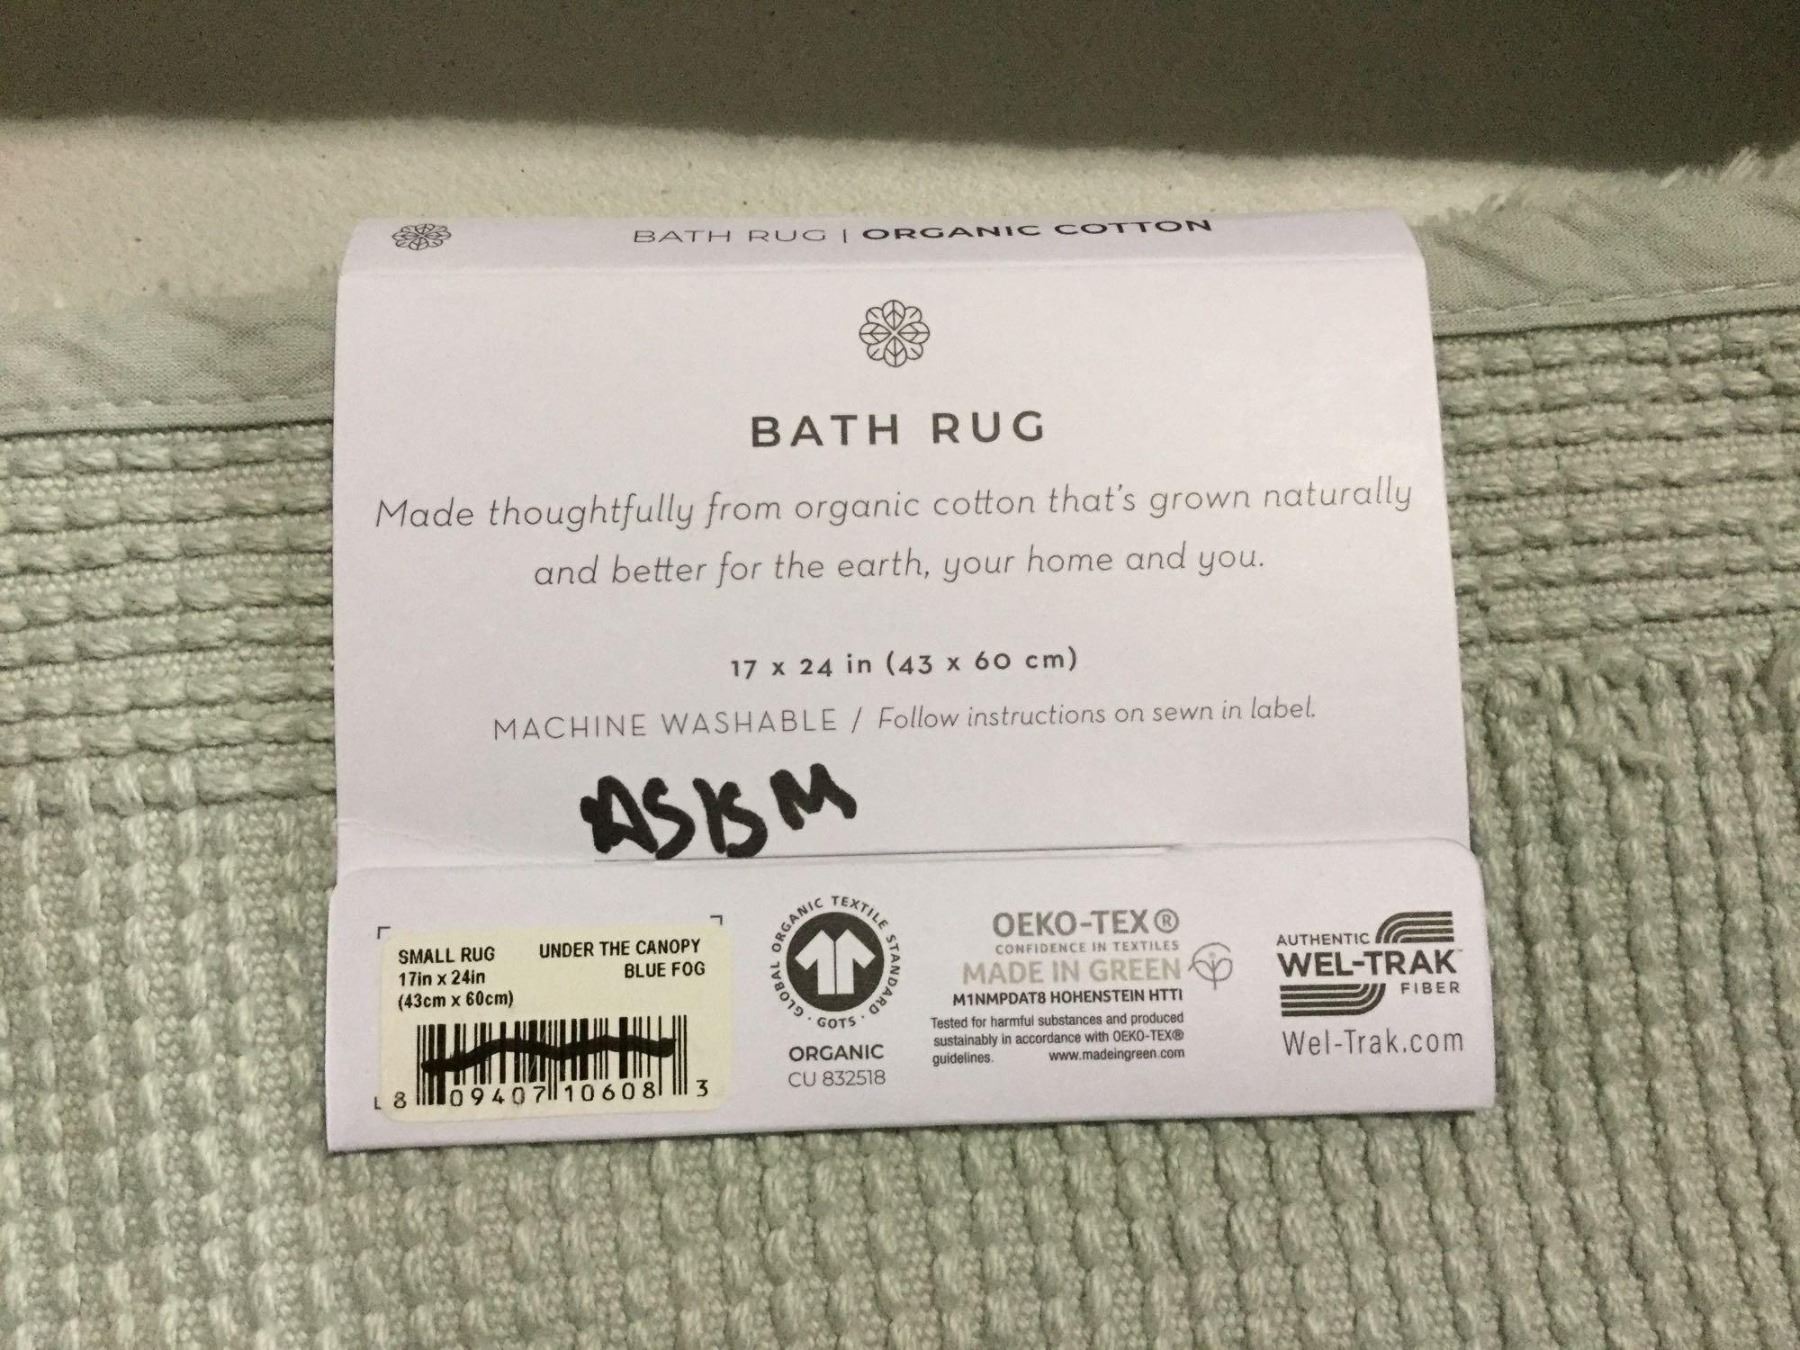 BATH RUG | ORGANIC COTTON
BATH RUG
Made thoughtfully from organic cotton that's grown naturally
and better for the earth, your home and you.
17 x 24 in (43 x 60 cm)
MACHINE WASHABLE / Follow instructions on sewn in label.
AS IS M
SMALL RUG
17in x 24in
(43cm x 60cm)
UNDER THE CANOPY
BLUE FOG
8 09407 10608 3
GLOBAL ORGANIC TEXTILE STANDARD · GOTS ·
ORGANIC
CU 832518
OEKO-TEX®
CONFIDENCE IN TEXTILES
MADE IN GREEN
M1NMPDAT8 HOHENSTEIN HTTI
Tested for harmful substances and produced
sustainably in accordance with OEKO-TEX®
guidelines. www.madeingreen.com
AUTHENTIC
WEL-TRAK™
FIBER
Wel-Trak.com